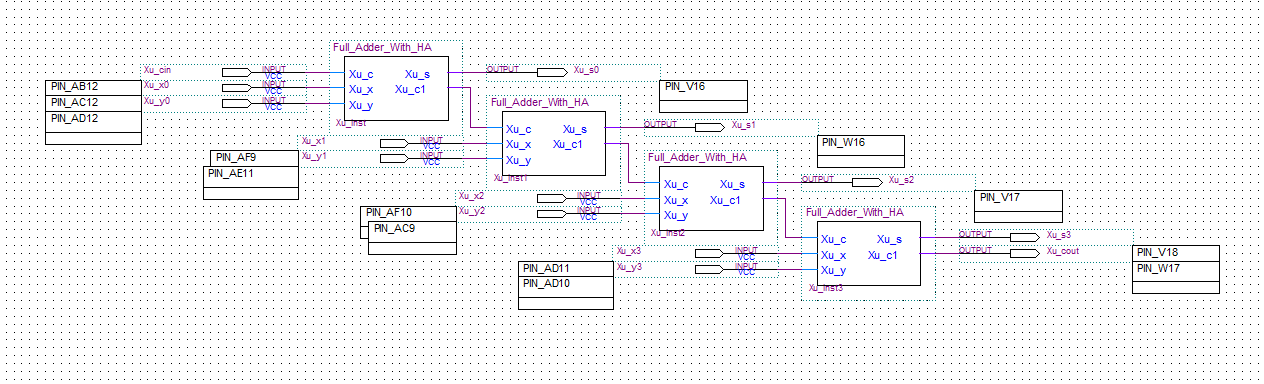 Full_Adder_With_HA
Xu_cin
INPUT
VCC
Xu_c
Xu_s
OUTPUT
Xu_s0
PIN_AB12
Xu_x0
INPUT
VCC
Xu_x
Xu_c1
PIN_V16
PIN_AC12
Xu_y0
INPUT
VCC
Xu_y
PIN_AD12
Xu_inst
Full_Adder_With_HA
Xu_c
Xu_s
OUTPUT
Xu_s1
Xu_x1
INPUT
VCC
Xu_x
Xu_c1
PIN_W16
PIN_AF9
Xu_y1
INPUT
VCC
Xu_y
PIN_AE11
Xu_inst1
Full_Adder_With_HA
Xu_c
Xu_s
OUTPUT
Xu_s2
Xu_x2
INPUT
VCC
Xu_x
Xu_c1
PIN_V17
PIN_AF10
Xu_y2
INPUT
VCC
Xu_y
PIN_AC9
Xu_inst2
Full_Adder_With_HA
Xu_c
Xu_s
OUTPUT
Xu_s3
Xu_x3
INPUT
VCC
Xu_x
Xu_c1
OUTPUT
Xu_cout
PIN_V18
PIN_AD11
Xu_y3
INPUT
VCC
Xu_y
PIN_W17
PIN_AD10
Xu_inst3